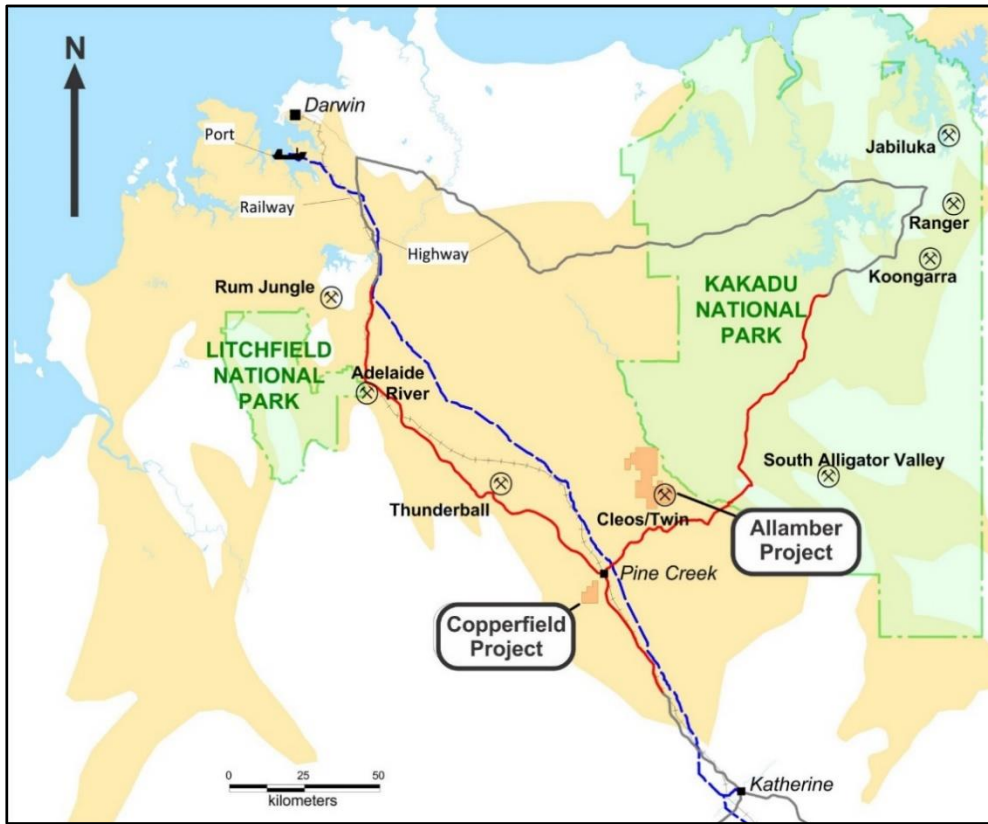 N
Darwin
Port
Railway
Highway
Jabiluka
Ranger
Koongarra
Rum Jungle
KAKADU
NATIONAL
PARK
LITCHFIELD
NATIONAL
PARK
Adelaide
River
South Alligator Valley
Thunderball
Cleos/Twin
Allamber
Project
Pine Creek
Copperfield
Project
0 25 50
kilometers
Katherine